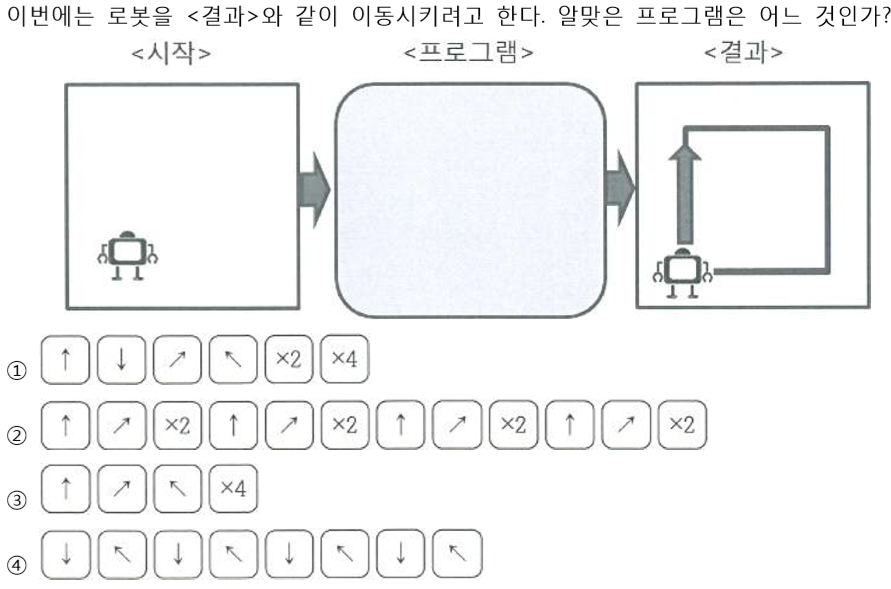 이번에는 로봇을 <결과>와 같이 이동시키려고 한다. 알맞은 프로그램은 어느 것인가?
<시작> <프로그램> <결과>
① ↑ ↓ ↗ ↖ ×2 ×4
② ↑ ↗ ×2 ↑ ↗ ×2 ↑ ↗ ×2 ↑ ↗ ×2
③ ↑ ↗ ↖ ×4
④ ↓ ↖ ↓ ↖ ↓ ↖ ↓ ↖